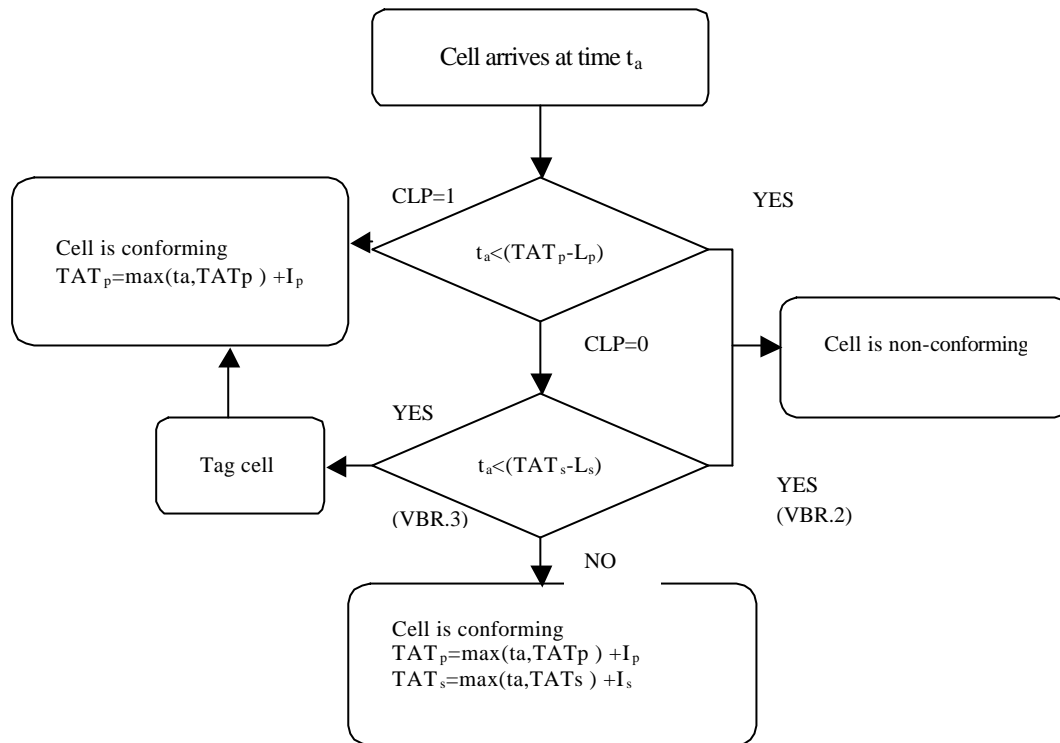 Cell arrives at time tₐ
CLP=1
YES
Cell is conforming
TATₚ=max(ta,TATp ) +Iₚ
tₐ<(TATₚ-Lₚ)
CLP=0
Cell is non-conforming
YES
Tag cell
tₐ<(TATₛ-Lₛ)
YES
(VBR.2)
(VBR.3)
NO
Cell is conforming
TATₚ=max(ta,TATp ) +Iₚ
TATₛ=max(ta,TATs ) +Iₛ